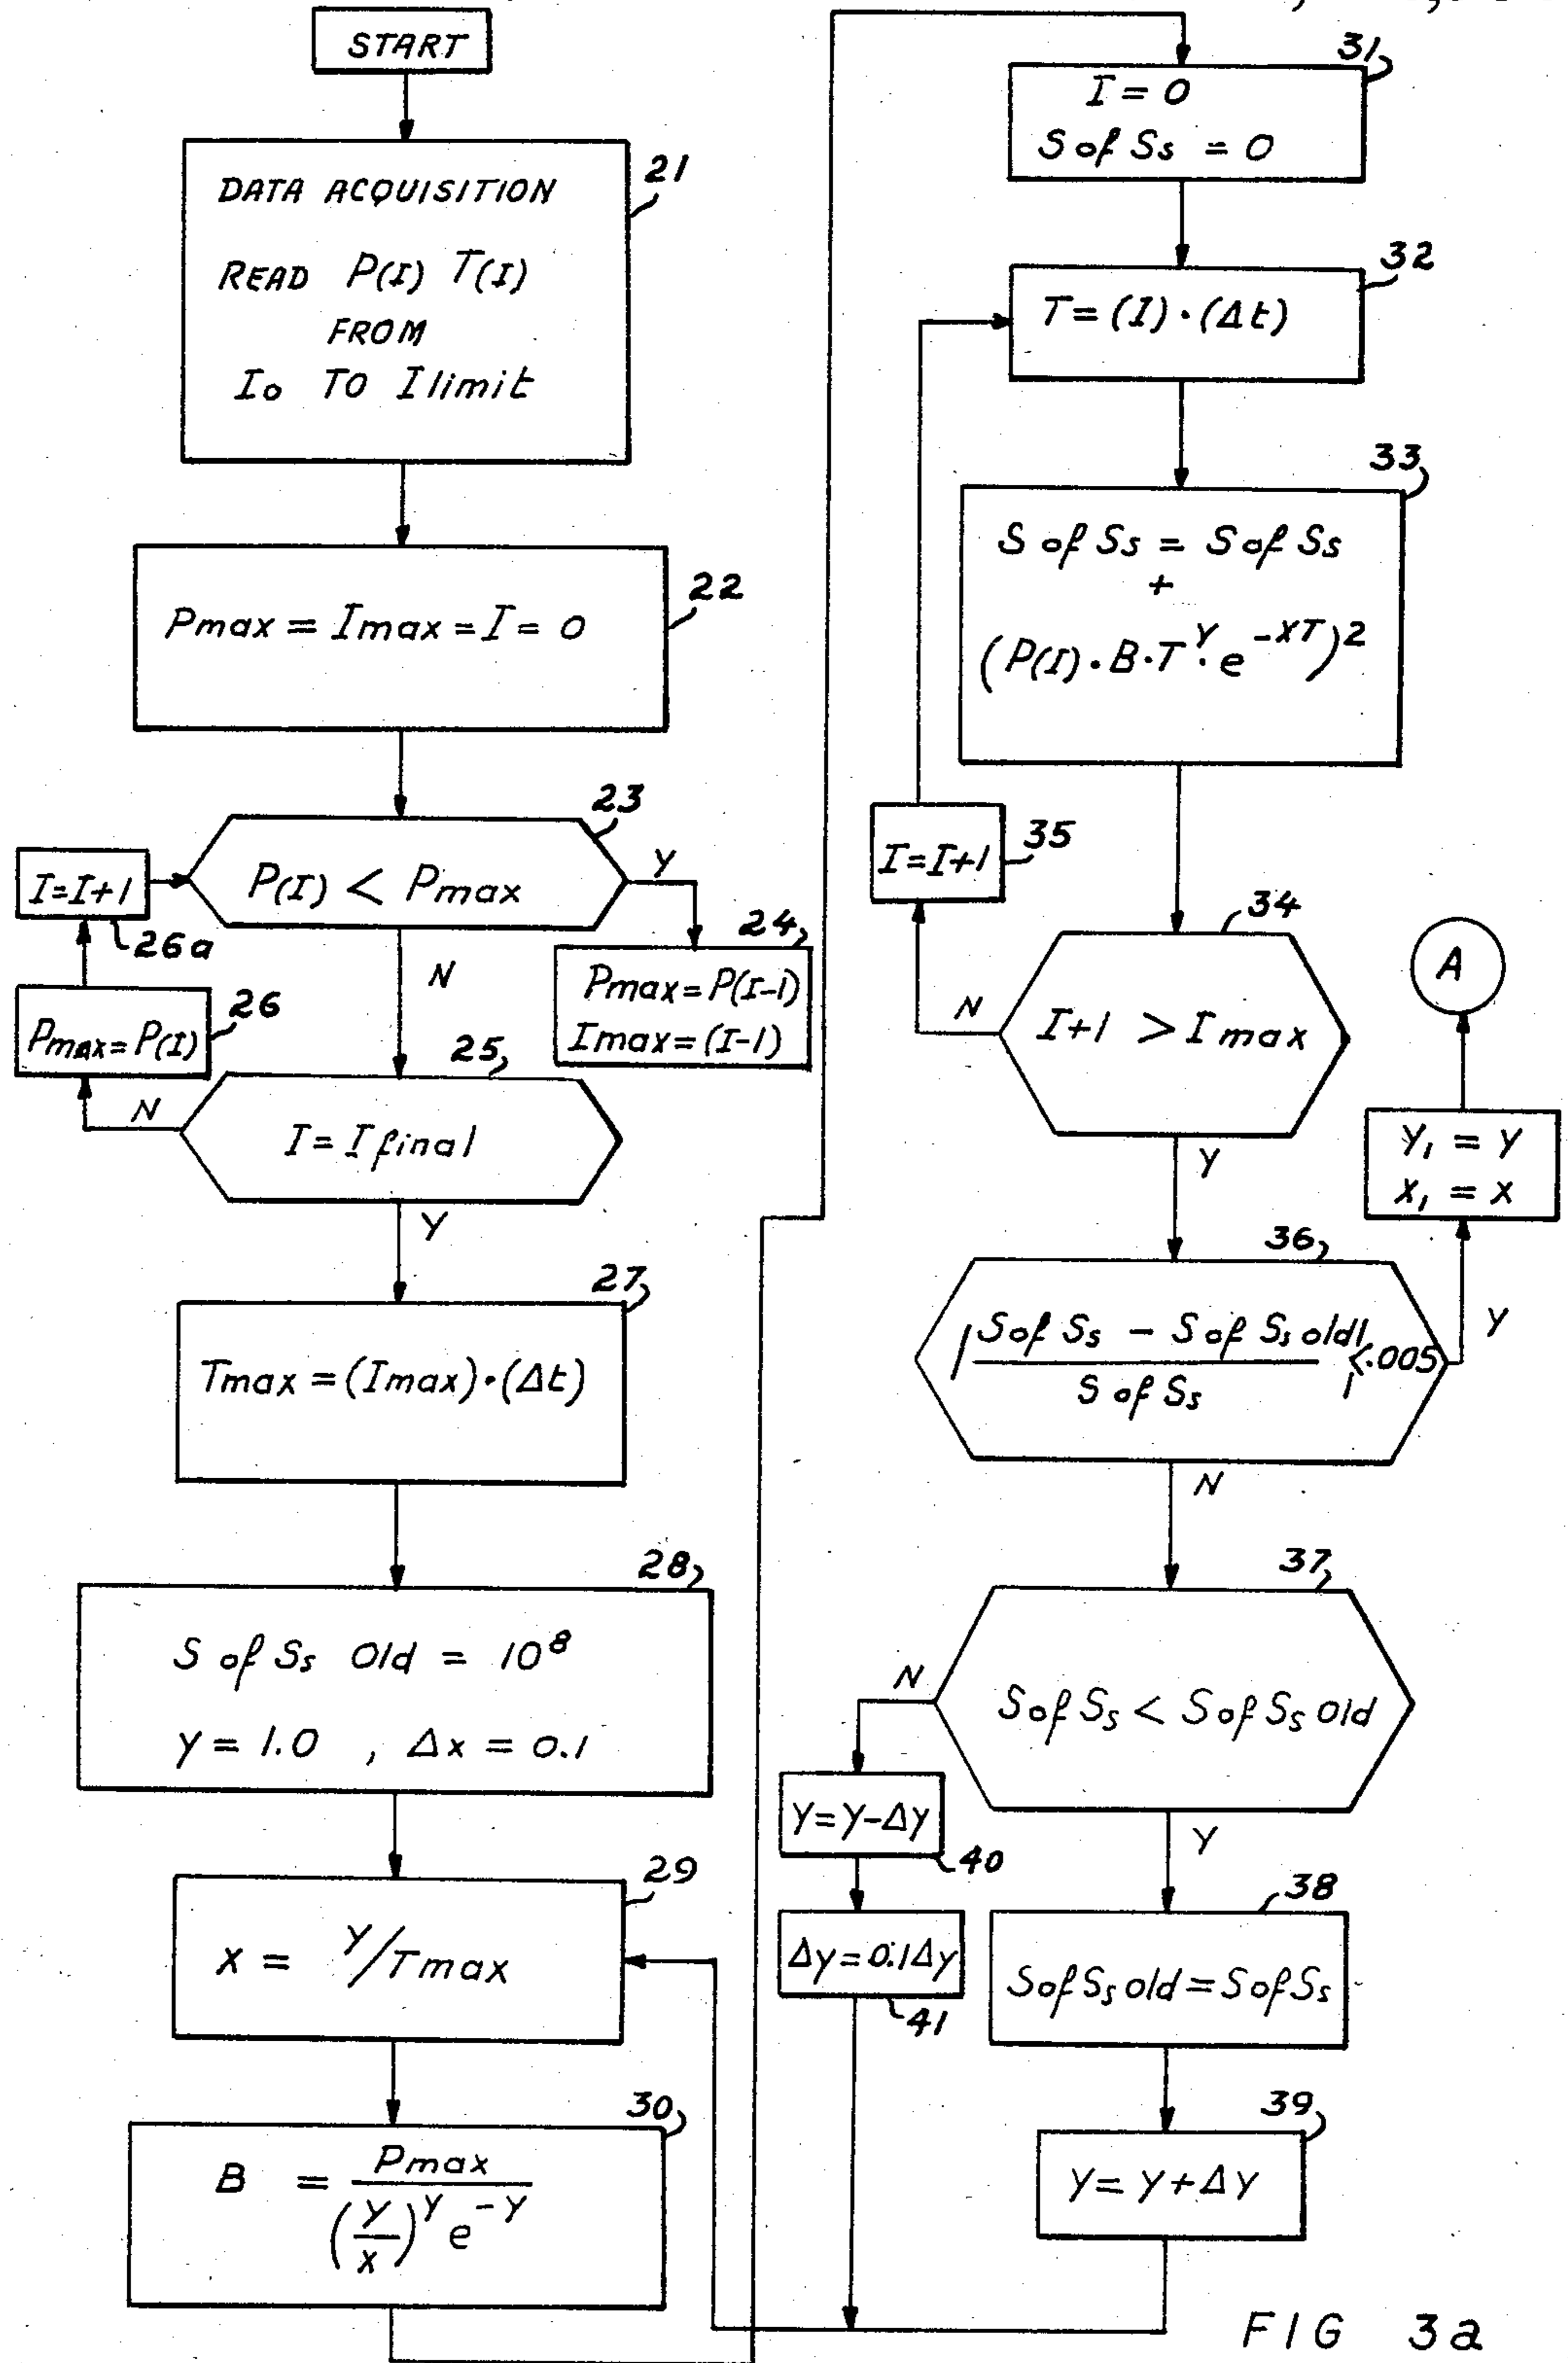 START
DATA ACQUISITION
READ P(I) T(I)
FROM
Io TO Ilimit
21
Pmax = Imax = I = 0
22
P(I) < Pmax
23
Y
N
I=I+1
26a
Pmax=P(I)
26
Pmax=P(I-1)
Imax=(I-1)
24
I=Ifinal
25
N
Y
Tmax=(Imax)·(Δt)
27
S of Ss Old = 10⁸
y = 1.0 , Δx = 0.1
28
x = Y/Tmax
29
B = Pmax
(y/x)^y e^-y
30
I = 0
S of Ss = 0
31
T=(I)·(Δt)
32
S of Ss = S of Ss
+
(P(I)·B·T^Y·e^-XT)²
33
I+1 > Imax
34
N
Y
I=I+1
35
A
Y₁ = Y
X₁ = X
| S of Ss - S of Ss old |
S of Ss
<.005
36
Y
N
S of Ss < S of Ss Old
37
N
Y
Y=Y-ΔY
40
Δy=0.1Δy
41
S of Ss old=S of Ss
38
Y=Y+ΔY
39
FIG 3a